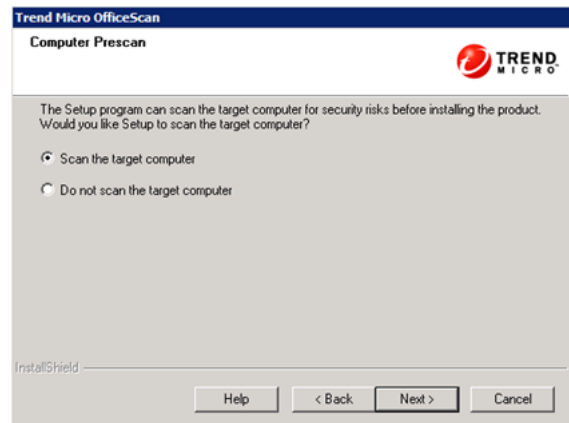 Trend Micro OfficeScan
Computer Prescan
TREND
MICRO
The Setup program can scan the target computer for security risks before installing the product.
Would you like Setup to scan the target computer?
Scan the target computer
Do not scan the target computer
InstallShield
Help
< Back
Next >
Cancel